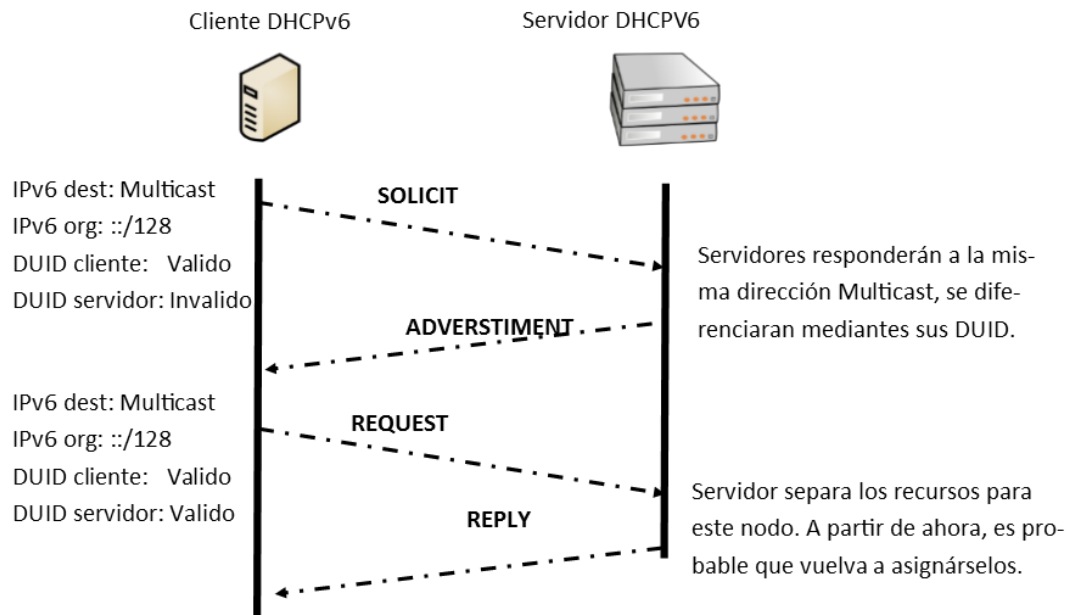 Cliente DHCPv6
Servidor DHCPV6
IPv6 dest: Multicast
IPv6 org: ::/128
DUID cliente: Valido
DUID servidor: Invalido
SOLICIT
Servidores responderán a la mis-
ma dirección Multicast, se dife-
renciaran mediantes sus DUID.
ADVERSTIMENT
IPv6 dest: Multicast
IPv6 org: ::/128
DUID cliente: Valido
DUID servidor: Valido
REQUEST
Servidor separa los recursos para
este nodo. A partir de ahora, es pro-
bable que vuelva a asignárselos.
REPLY